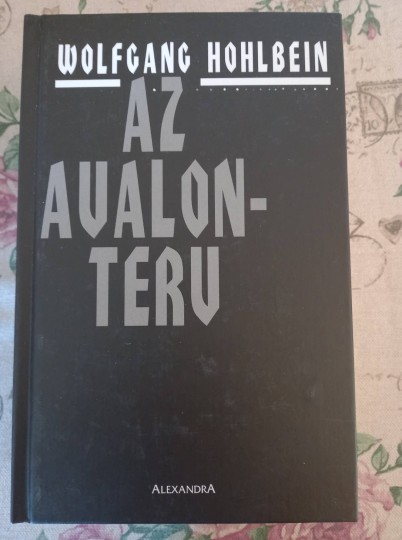 WOLFGANG HOHLBEIN
AZ
AVALON-
TERV
ALEXANDRA